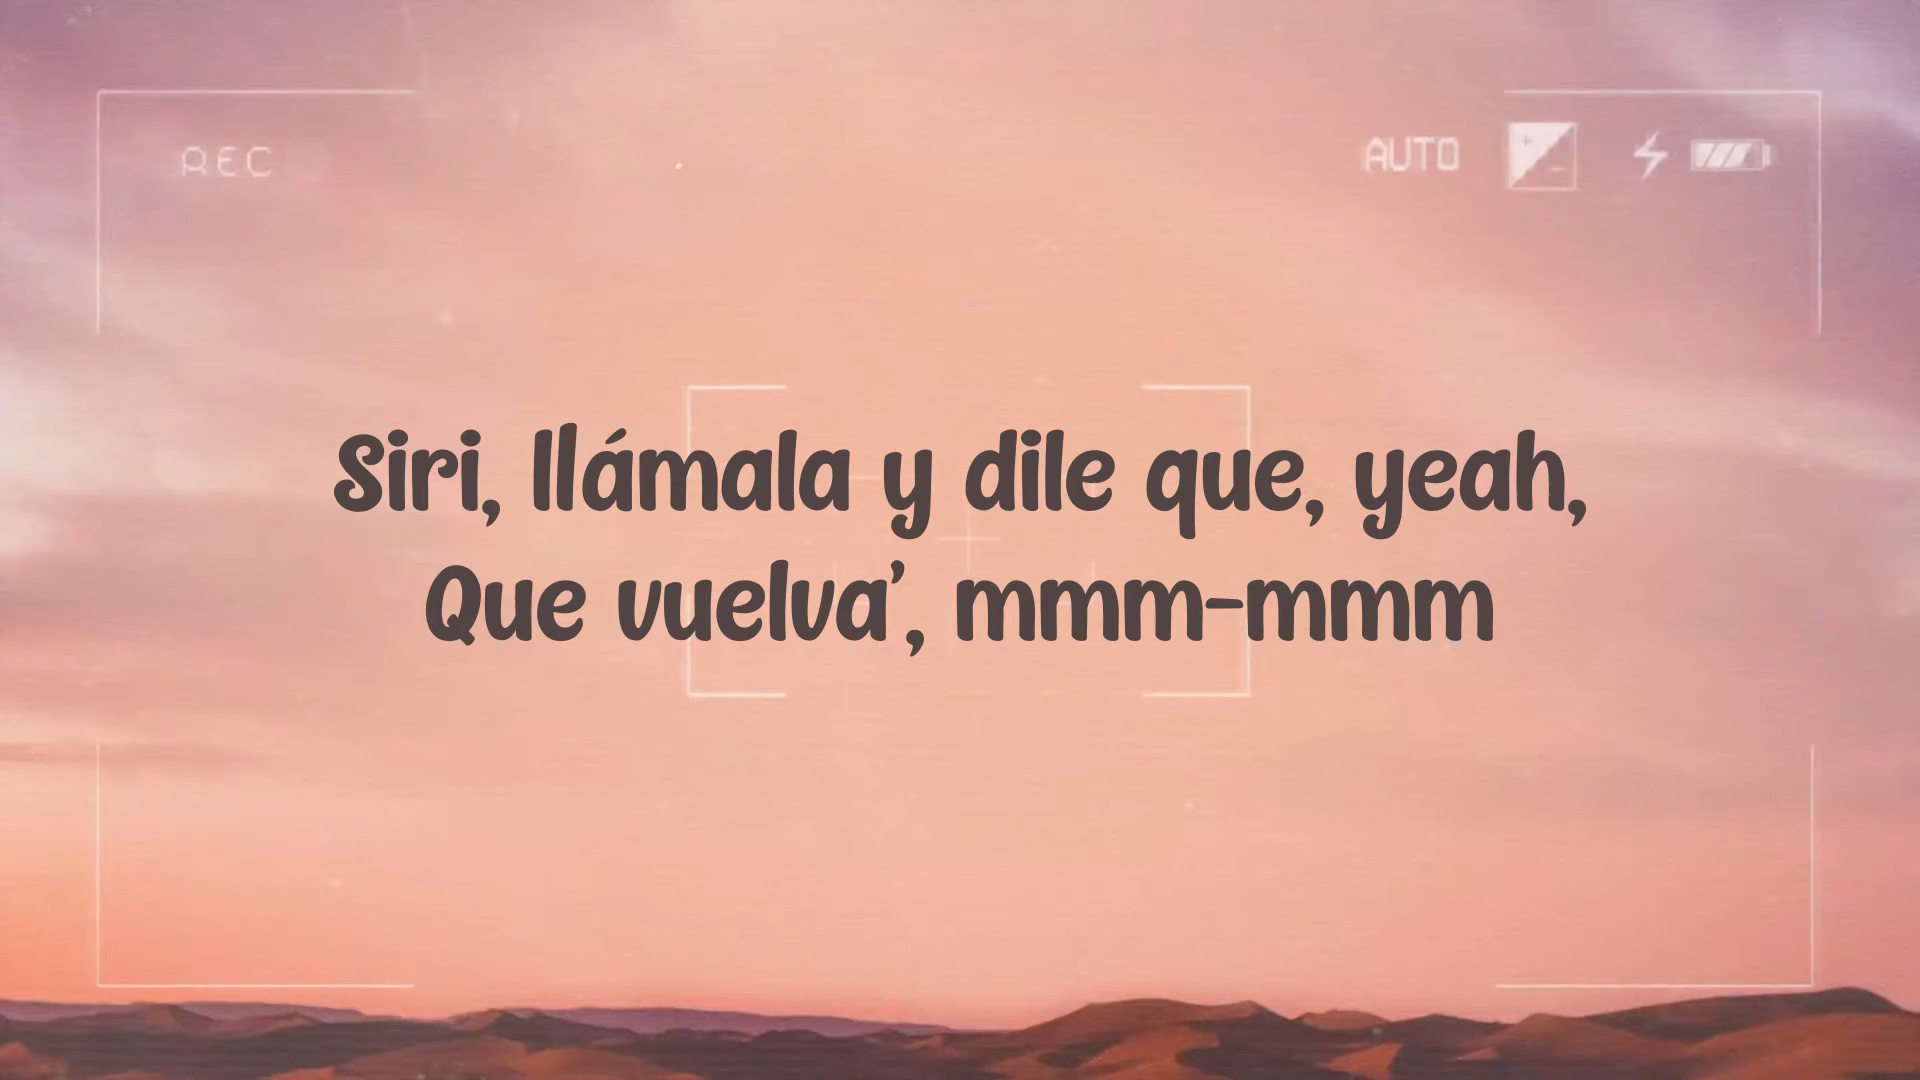 REC
AUTO
Siri, llámala y dile que, yeah,
Que vuelva’, mmm-mmm